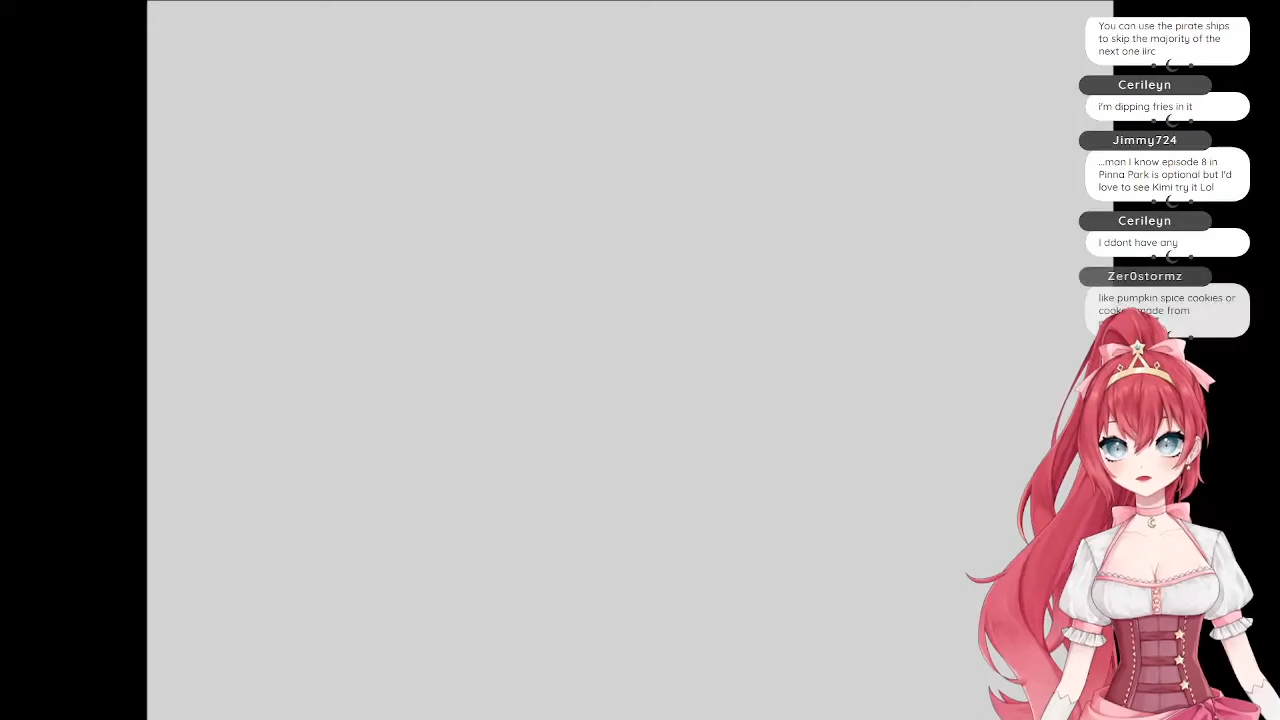 You can use the pirate ships
to skip the majority of the
next one iirc
Cerileyn
i'm dipping fries in it
Jimmy724
...man I know episode 8 in
Pinna Park is optional but I'd
love to see Kimi try it Lol
Cerileyn
I ddont have any
Zer0stormz
like pumpkin spice cookies or
made from